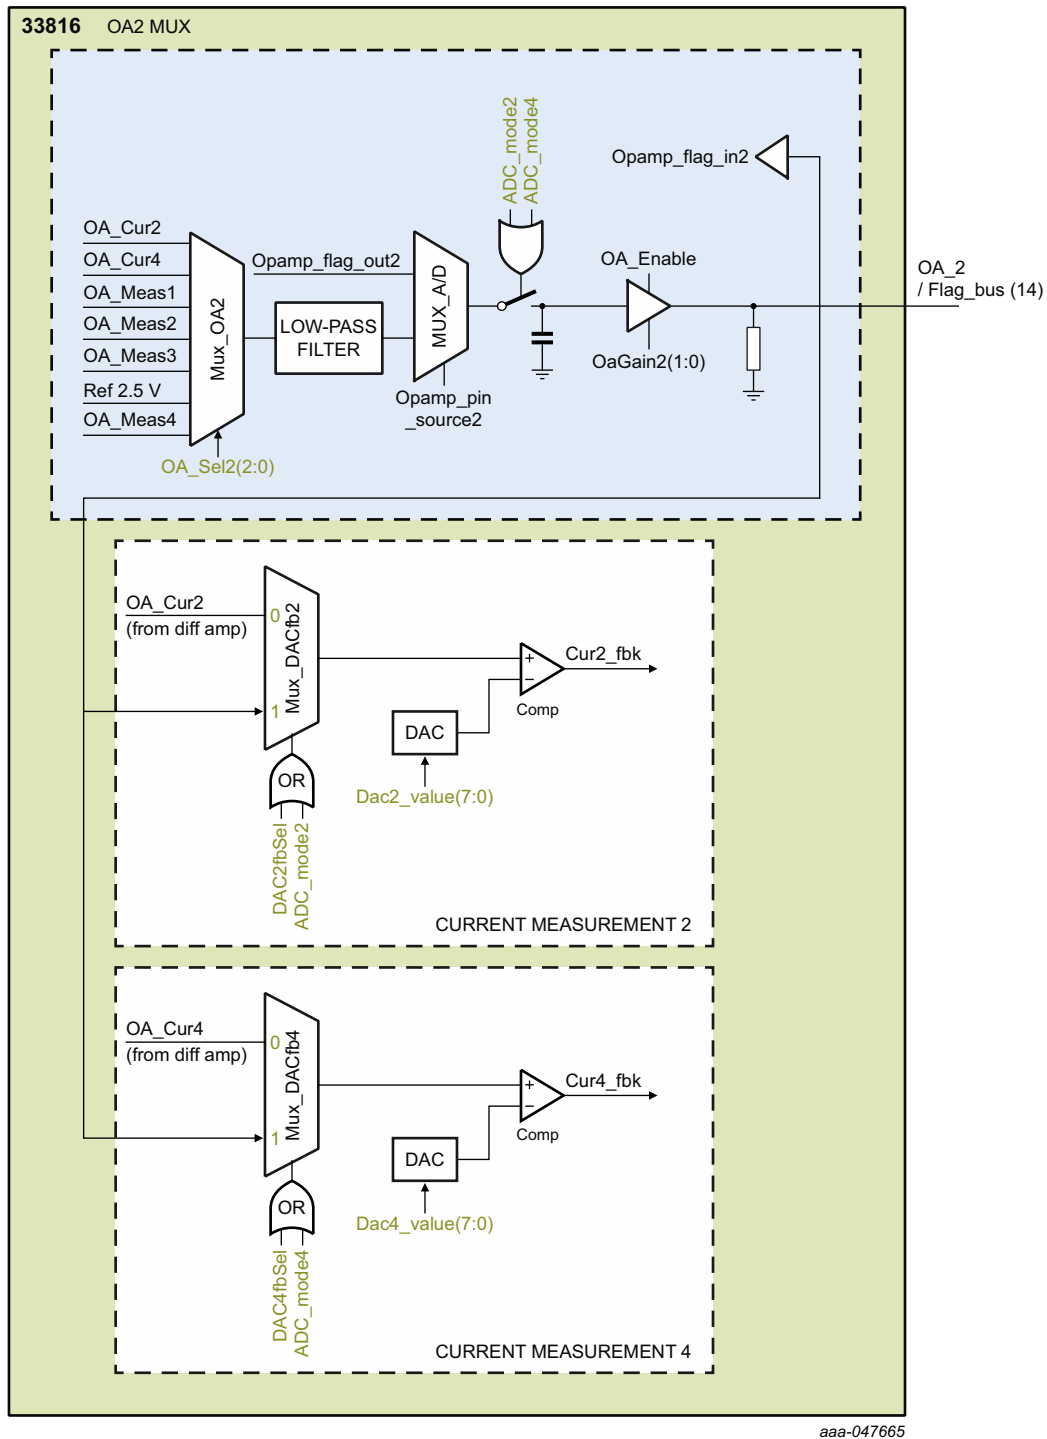 33816 OA2 MUX
ADC_mode2
ADC_mode4
Opamp_flag_in2
OA_Cur2
OA_Cur4
OA_Meas1
OA_Meas2
OA_Meas3
Ref 2.5 V
OA_Meas4
Mux_OA2
OA_Sel2(2:0)
Opamp_flag_out2
LOW-PASS
FILTER
MUX_A/D
Opamp_pin
_source2
OA_Enable
OaGain2(1:0)
OA_2
/ Flag_bus (14)
OA_Cur2
(from diff amp)
0
1
Mux_DACfb2
OR
DAC2fbSel
ADC_mode2
DAC
Dac2_value(7:0)
+
−
Comp
Cur2_fbk
CURRENT MEASUREMENT 2
OA_Cur4
(from diff amp)
0
1
Mux_DACfb4
OR
DAC4fbSel
ADC_mode4
DAC
Dac4_value(7:0)
+
−
Comp
Cur4_fbk
CURRENT MEASUREMENT 4
aaa-047665